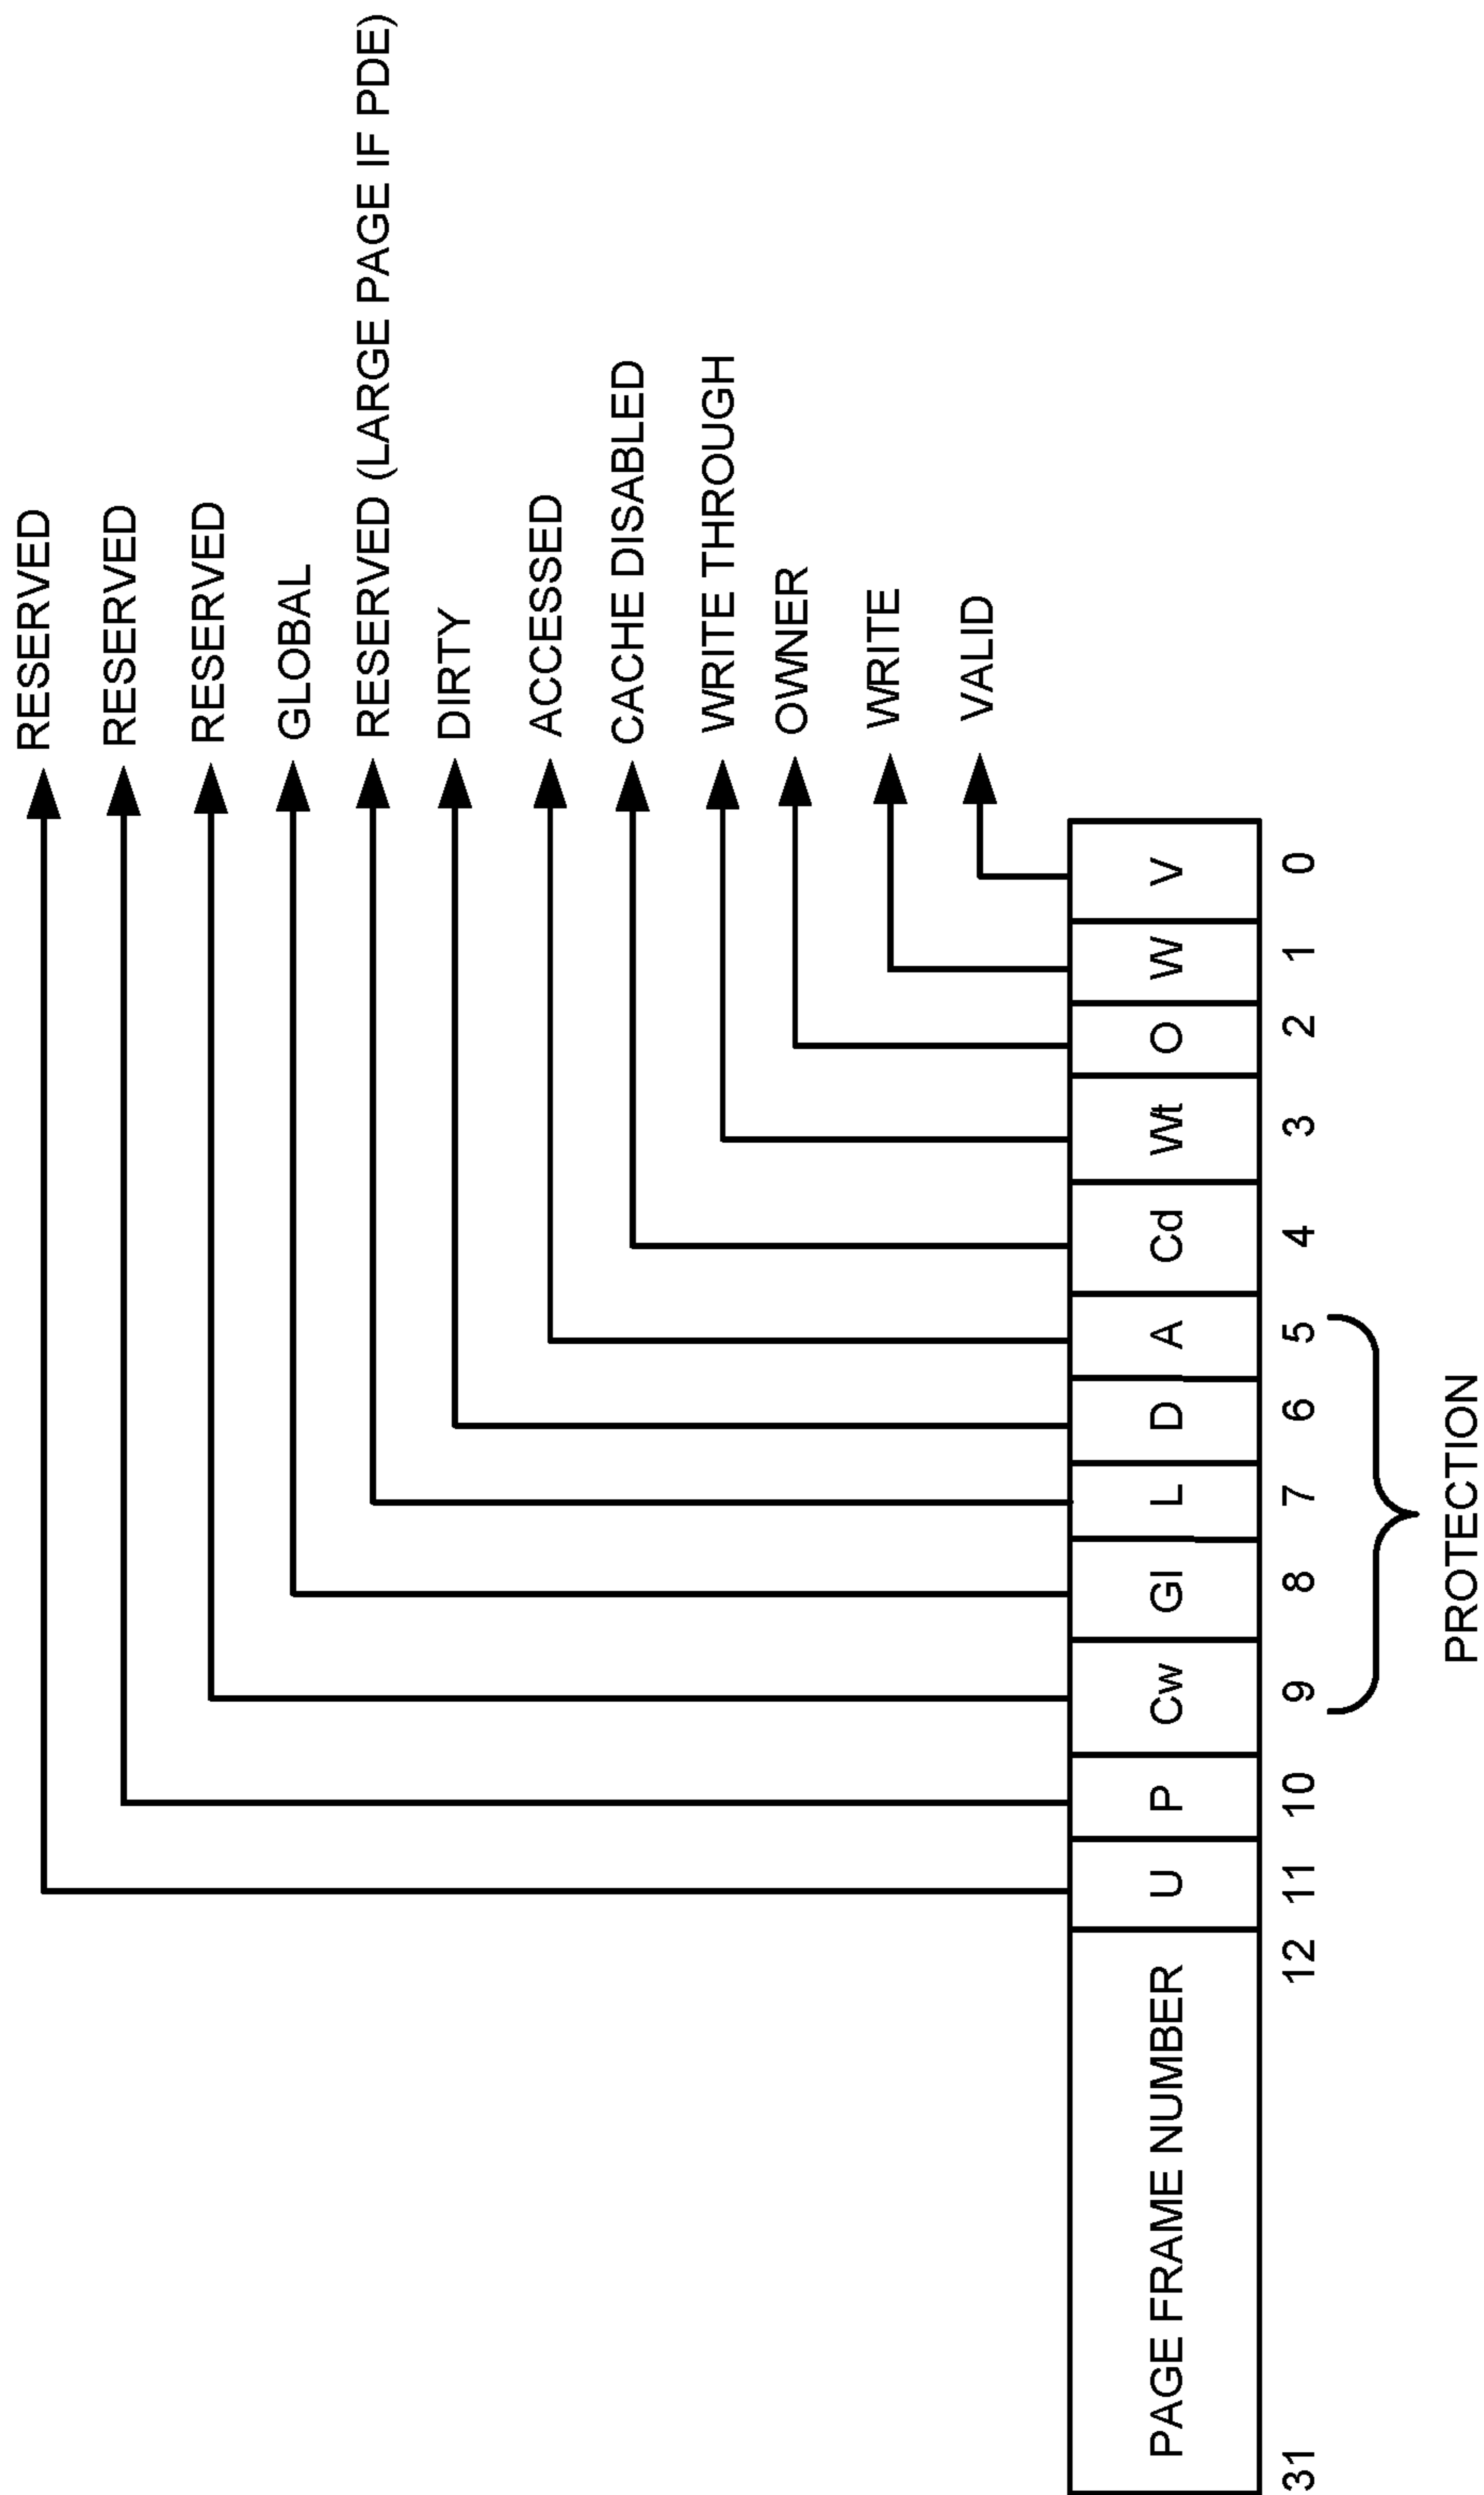 RESERVED
RESERVED
RESERVED
GLOBAL
RESERVED (LARGE PAGE IF PDE)
DIRTY
ACCESSED
CACHE DISABLED
WRITE THROUGH
OWNER
WRITE
VALID
PAGE FRAME NUMBER U P Cw Gl L D A Cd Wt O W V
31 12 11 10 9 8 7 6 5 4 3 2 1 0
PROTECTION